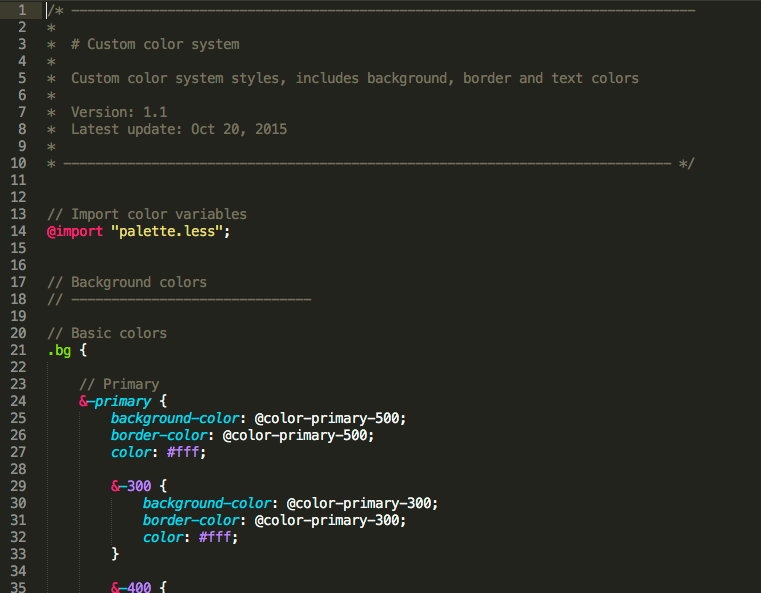 1 /* ------------------------------------------------------------------------------
2 *
3 * # Custom color system
4 *
5 * Custom color system styles, includes background, border and text colors
6 *
7 * Version: 1.1
8 * Latest update: Oct 20, 2015
9 *
10 * ---------------------------------------------------------------------------- */
11
12
13 // Import color variables
14 @import "palette.less";
15
16
17 // Background colors
18 // ------------------------------
19
20 // Basic colors
21 .bg {
22
23 // Primary
24 &-primary {
25 background-color: @color-primary-500;
26 border-color: @color-primary-500;
27 color: #fff;
28
29 &-300 {
30 background-color: @color-primary-300;
31 border-color: @color-primary-300;
32 color: #fff;
33 }
34
35 &-400 {